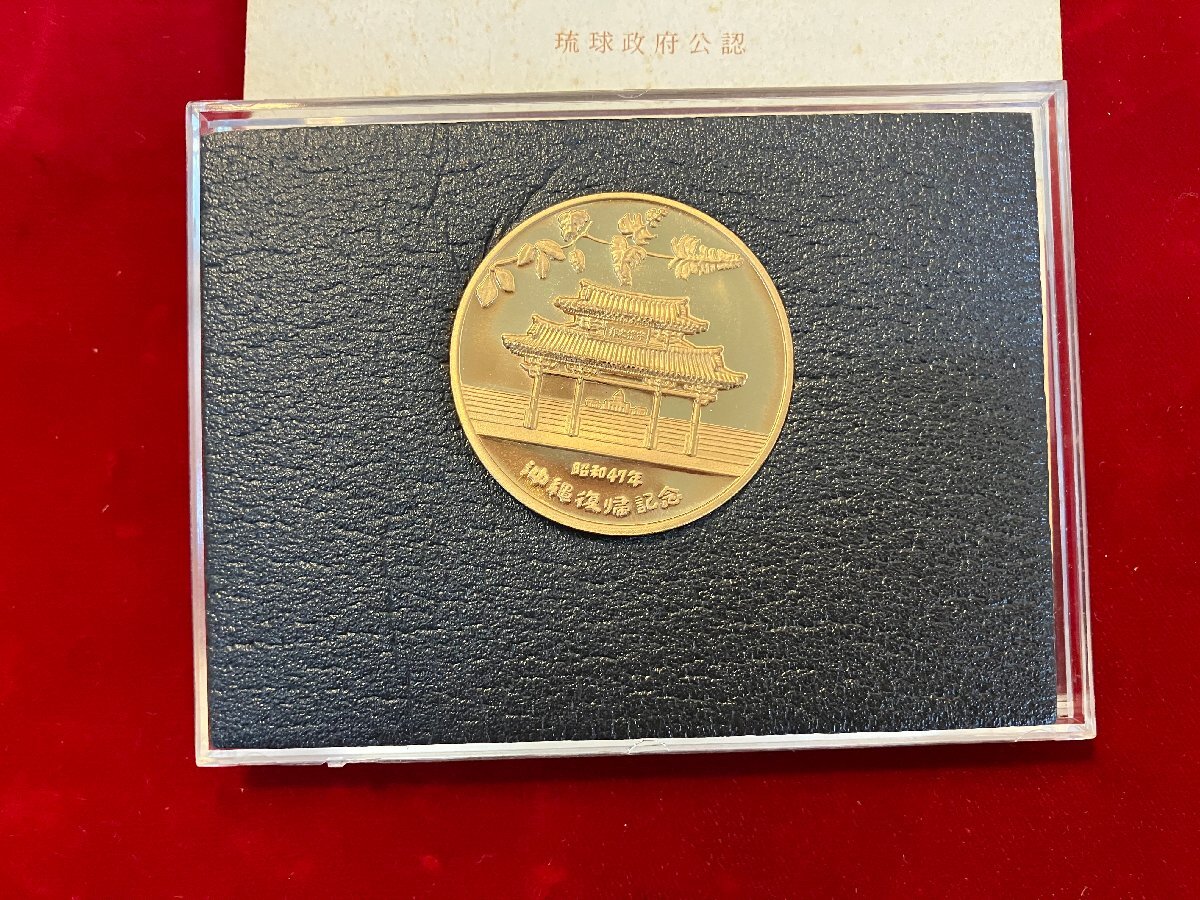 琉球政府公認
昭和47年
沖縄復帰記念